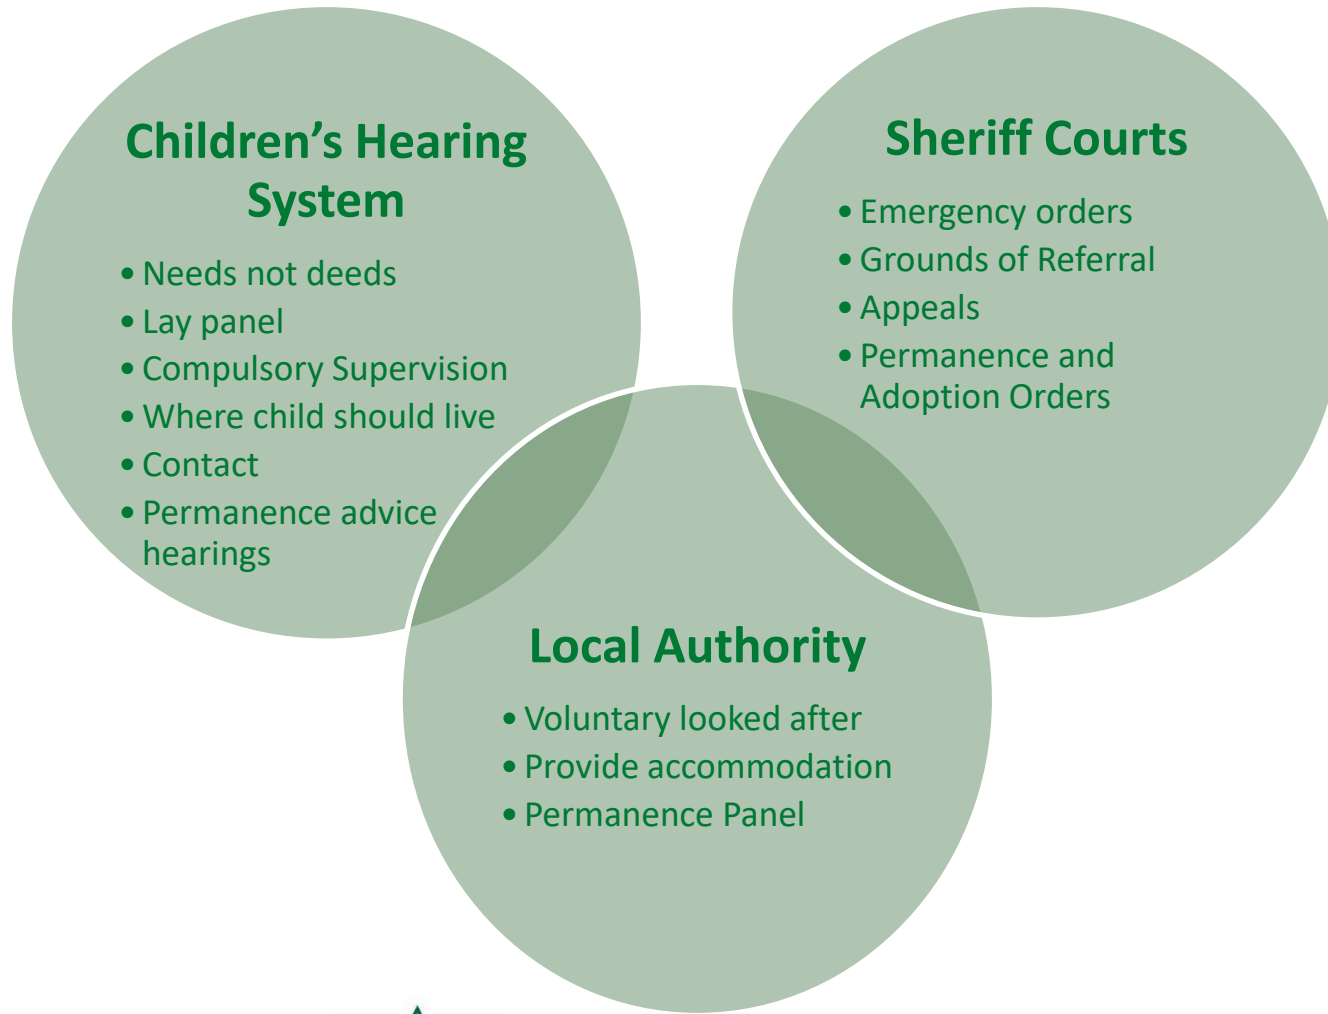 Children’s Hearing
System
• Needs not deeds
• Lay panel
• Compulsory Supervision
• Where child should live
• Contact
• Permanence advice
hearings
Sheriff Courts
• Emergency orders
• Grounds of Referral
• Appeals
• Permanence and
Adoption Orders
Local Authority
• Voluntary looked after
• Provide accommodation
• Permanence Panel